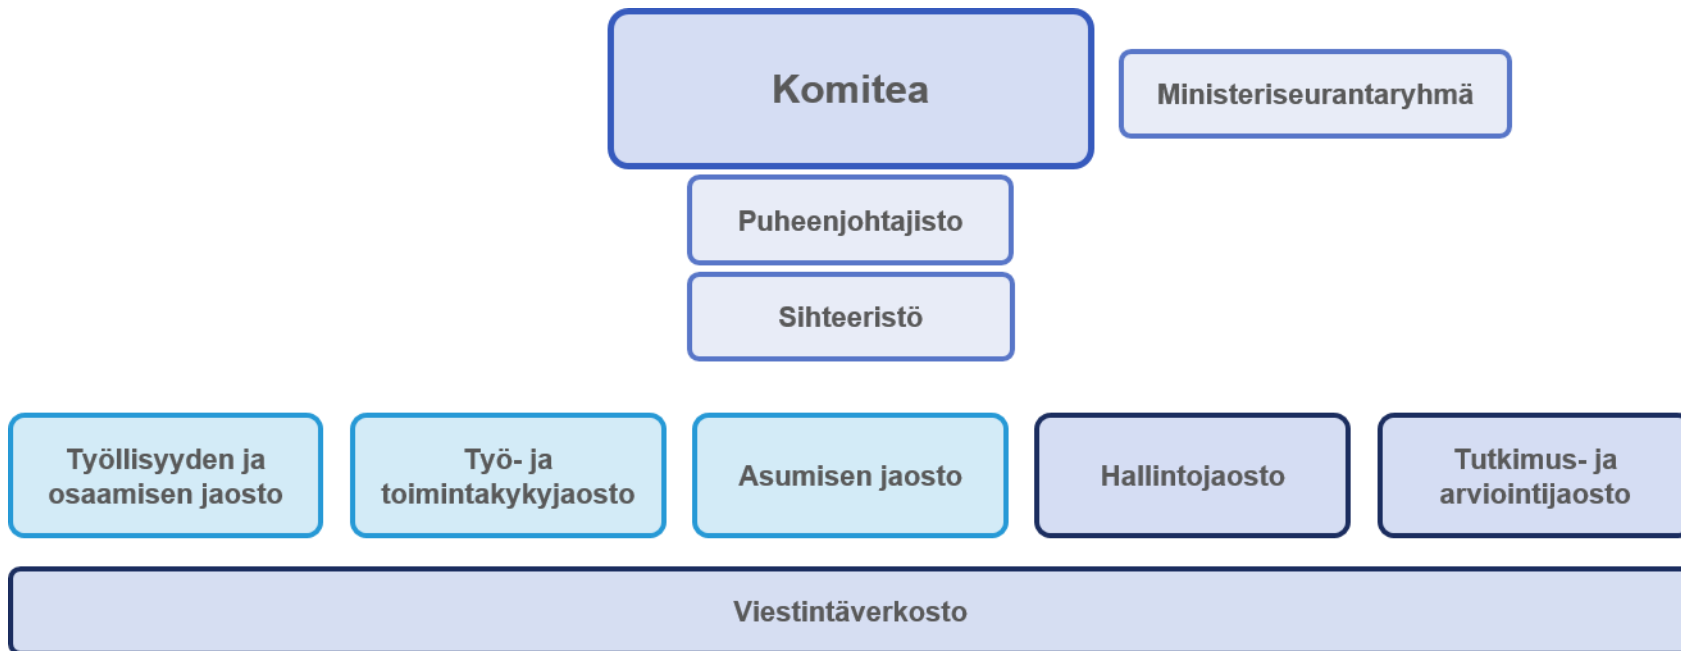 Komitea
Ministeriseurantaryhmä
Puheenjohtajisto
Sihteeristö
Työllisyyden ja
osaamisen jaosto
Työ- ja
toimintakykyjaosto
Asumisen jaosto
Hallintojaosto
Tutkimus- ja
arviointijaosto
Viestintäverkosto